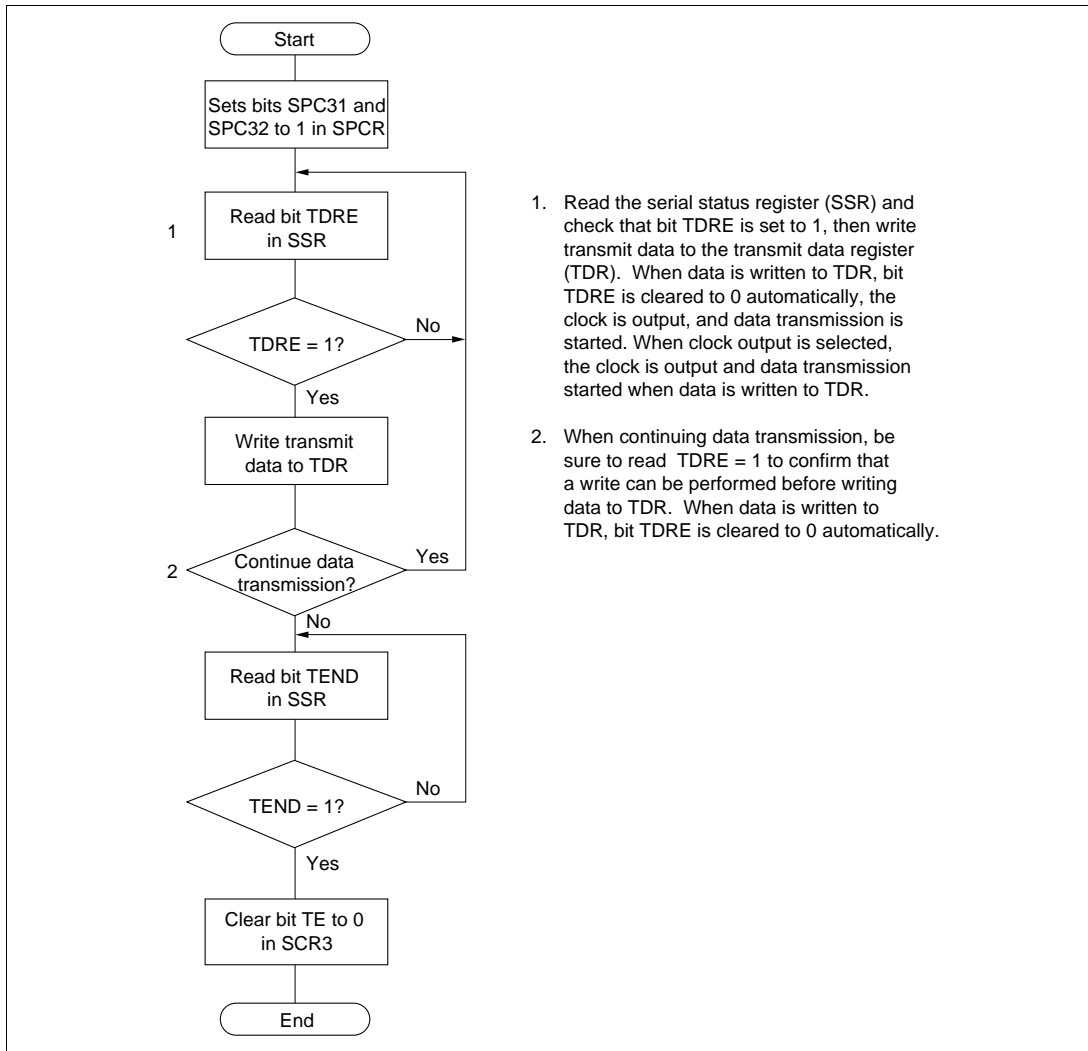 Start
Sets bits SPC31 and
SPC32 to 1 in SPCR
1
Read bit TDRE
in SSR
TDRE = 1?
No
Yes
Write transmit
data to TDR
2
Continue data
transmission?
Yes
No
Read bit TEND
in SSR
TEND = 1?
No
Yes
Clear bit TE to 0
in SCR3
End
1. Read the serial status register (SSR) and
check that bit TDRE is set to 1, then write
transmit data to the transmit data register
(TDR). When data is written to TDR, bit
TDRE is cleared to 0 automatically, the
clock is output, and data transmission is
started. When clock output is selected,
the clock is output and data transmission
started when data is written to TDR.
2. When continuing data transmission, be
sure to read TDRE = 1 to confirm that
a write can be performed before writing
data to TDR. When data is written to
TDR, bit TDRE is cleared to 0 automatically.